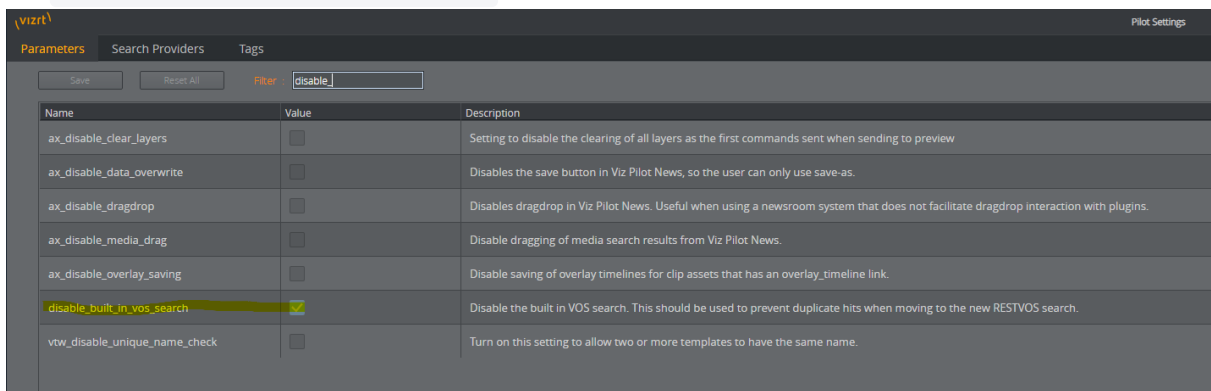 vizrt
Pilot Settings
Parameters Search Providers Tags
Save Reset All Filter : disable_
Name Value Description
ax_disable_clear_layers Setting to disable the clearing of all layers as the first commands sent when sending to preview
ax_disable_data_overwrite Disables the save button in Viz Pilot News, so the user can only use save-as.
ax_disable_dragdrop Disables dragdrop in Viz Pilot News. Useful when using a newsroom system that does not facilitate dragdrop interaction with plugins.
ax_disable_media_drag Disable dragging of media search results from Viz Pilot News.
ax_disable_overlay_saving Disable saving of overlay timelines for clip assets that has an overlay_timeline link.
disable_built_in_vos_search Disable the built in VOS search. This should be used to prevent duplicate hits when moving to the new RESTVOS search.
vtw_disable_unique_name_check Turn on this setting to allow two or more templates to have the same name.